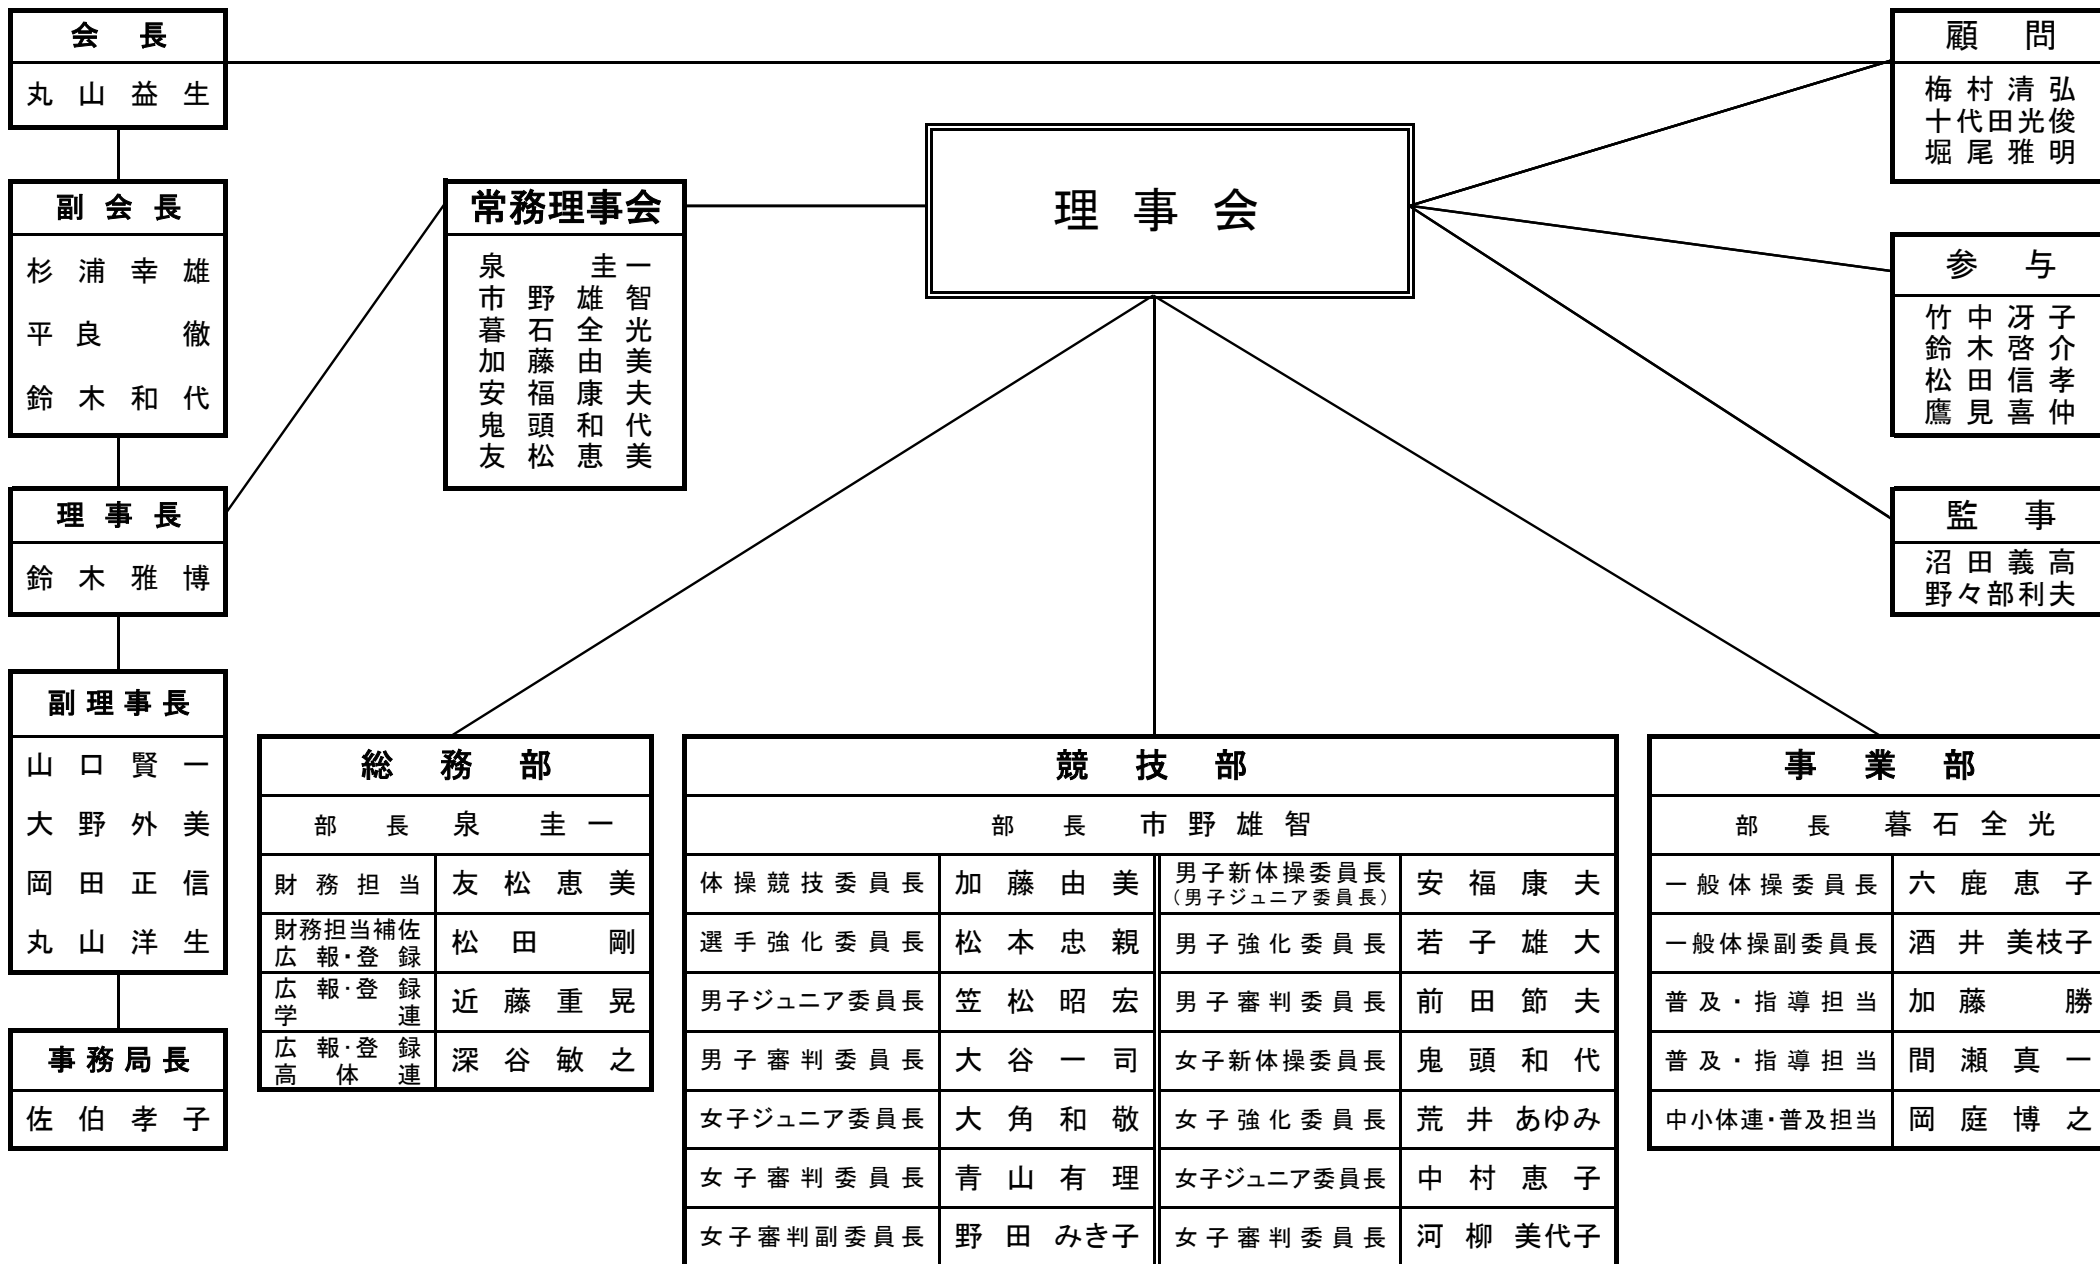 会長
丸山益生
副会長
杉浦幸雄
平良徹
鈴木和代
理事長
鈴木雅博
副理事長
山口賢一
大野外美
岡田正信
丸山洋生
事務局長
佐伯孝子
常務理事会
泉圭一
市野雄智
暮石全光
加藤由美
安福康夫
鬼頭和代
友松恵美
理事会
顧問
梅村清弘
十代田光俊
堀尾雅明
参与
竹中冴子
鈴木啓介
松田信孝
鷹見喜仲
監事
沼田義高
野々部利夫
総務部
部長 泉圭一
財務担当 友松恵美
財務担当補佐
広報・登録 松田剛
広報・登録
学連 近藤重晃
広報・登録
高体連 深谷敏之
競技部
部長 市野雄智
体操競技委員長 加藤由美
選手強化委員長 松本忠親
男子ジュニア委員長 笠松昭宏
男子審判委員長 大谷一司
女子ジュニア委員長 大角和敬
女子審判委員長 青山有理
女子審判副委員長 野田みき子
男子新体操委員長
(男子ジュニア委員長) 安福康夫
男子強化委員長 若子雄大
男子審判委員長 前田節夫
女子新体操委員長 鬼頭和代
女子強化委員長 荒井あゆみ
女子ジュニア委員長 中村恵子
女子審判委員長 河柳美代子
事業部
部長 暮石全光
一般体操委員長 六鹿恵子
一般体操副委員長 酒井美枝子
普及・指導担当 加藤勝
普及・指導担当 間瀬真一
中小体連・普及担当 岡庭博之